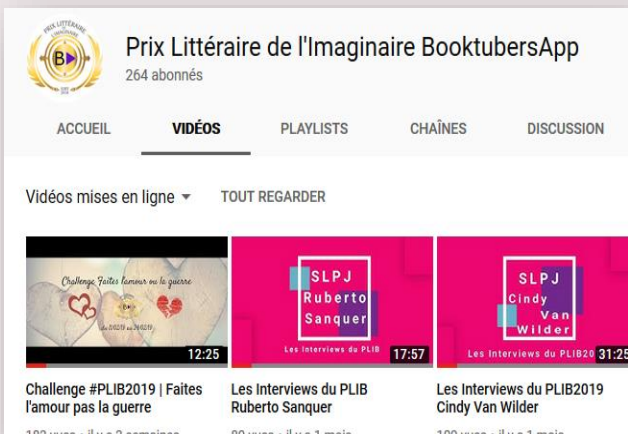 PRIX LITTÉRAIRE
B
Prix Littéraire de l'Imaginaire BooktubersApp
264 abonnés
ACCUEIL VIDÉOS PLAYLISTS CHAÎNES DISCUSSION
Vidéos mises en ligne TOUT REGARDER
Challenge Faites l'amour ou la guerre
12:25
SLPJ
Ruberto
Sanquer
Les Interviews du PLIB
17:57
SLPJ
Cindy
Van
Wilder
Les Interviews du PLIB20
31:25
Challenge #PLIB2019 | Faites
l'amour pas la guerre
Les Interviews du PLIB
Ruberto Sanquer
Les Interviews du PLIB2019
Cindy Van Wilder